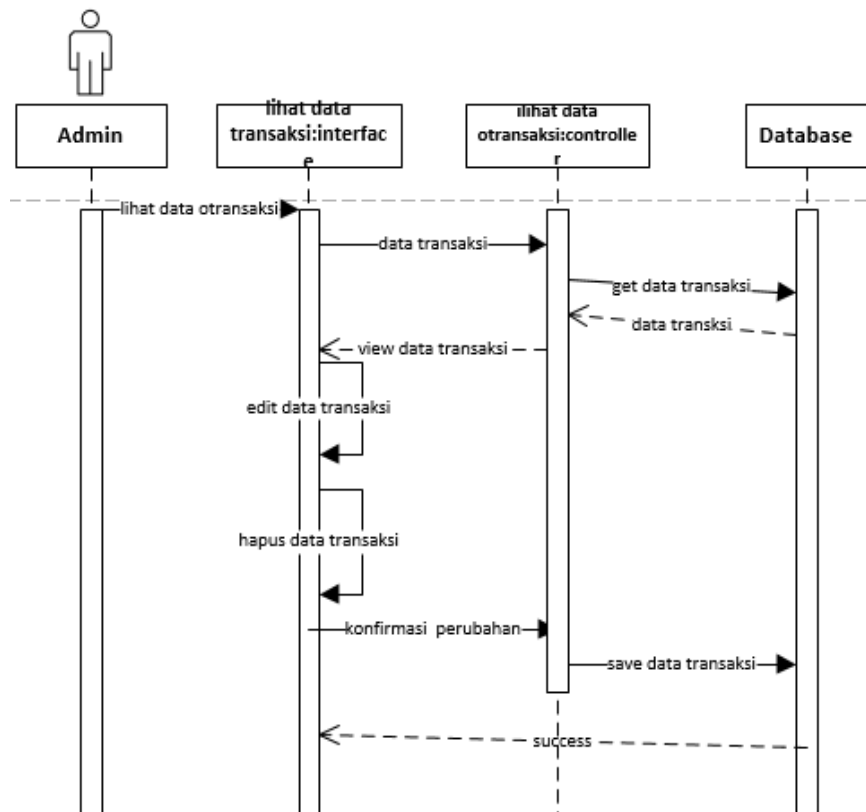 Admin
lihat data
transaksi:interfac
e
ilihat data
otransaksi:controlle
r
Database
lihat data otransaksi
data transaksi
get data transaksi
data transksi
view data transaksi
edit data transaksi
hapus data transaksi
konfirmasi perubahan
save data transaksi
success